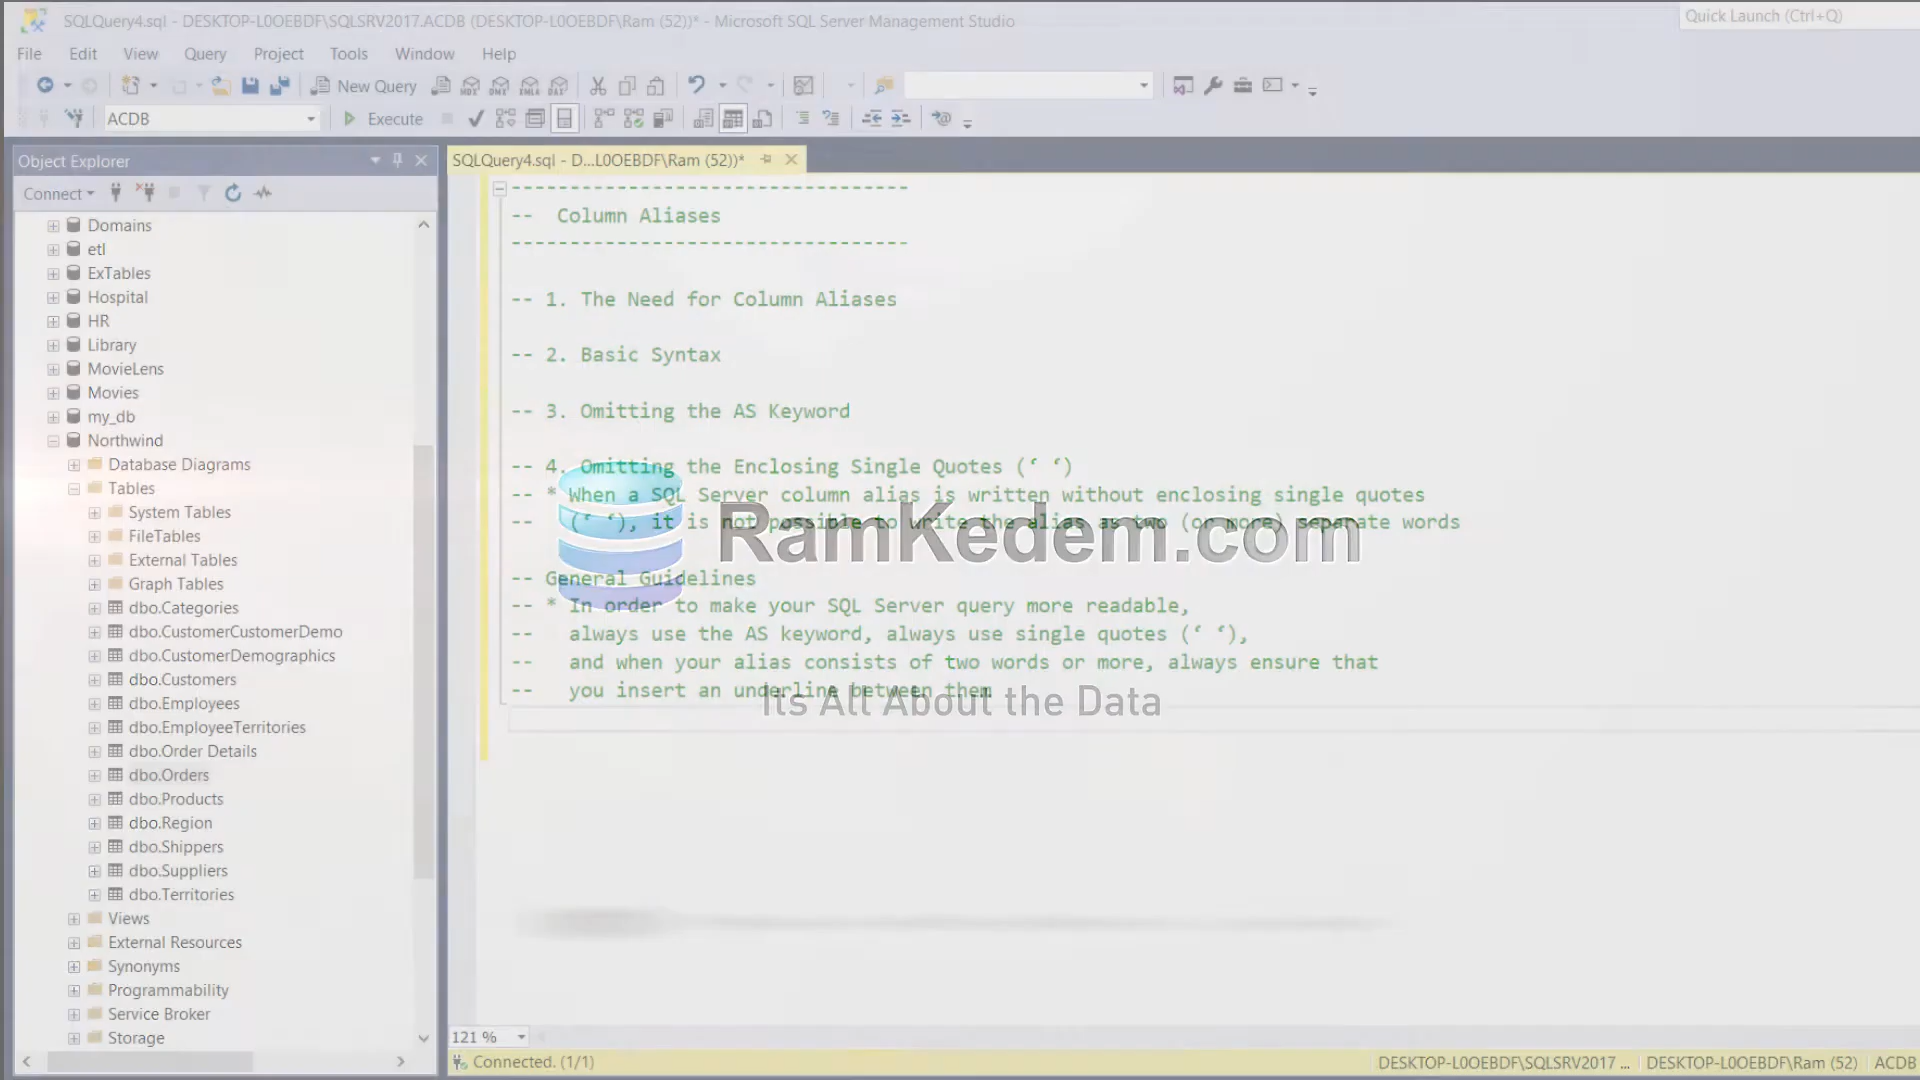 SQLQuery4.sql - DESKTOP-L0OEBDF\SQLSRV2017.ACDB (DESKTOP-L0OEBDF\Ram (52))* - Microsoft SQL Server Management Studio
Quick Launch (Ctrl+Q)
File Edit View Query Project Tools Window Help
New Query
ACDB
Execute
Object Explorer
SQLQuery4.sql - D...L0OEBDF\Ram (52))*
Connect
Domains
etl
ExTables
Hospital
HR
Library
MovieLens
Movies
my_db
Northwind
Database Diagrams
Tables
System Tables
FileTables
External Tables
Graph Tables
dbo.Categories
dbo.CustomerCustomerDemo
dbo.CustomerDemographics
dbo.Customers
dbo.Employees
dbo.EmployeeTerritories
dbo.Order Details
dbo.Orders
dbo.Products
dbo.Region
dbo.Shippers
dbo.Suppliers
dbo.Territories
Views
External Resources
Synonyms
Programmability
Service Broker
Storage
----------------------------------
-- Column Aliases
----------------------------------
-- 1. The Need for Column Aliases
-- 2. Basic Syntax
-- 3. Omitting the AS Keyword
-- 4. Omitting the Enclosing Single Quotes (‘ ‘)
-- * When a SQL Server column alias is written without enclosing single quotes
-- (‘ ‘), it is not possible to write the alias as two (or more) separate words
-- General Guidelines
-- * In order to make your SQL Server query more readable,
-- always use the AS keyword, always use single quotes (‘ ‘),
-- and when your alias consists of two words or more, always ensure that
-- you insert an underline between them
RamKedem.com
Its All About the Data
121 %
Connected. (1/1)
DESKTOP-L0OEBDF\SQLSRV2017 ... DESKTOP-L0OEBDF\Ram (52) ACDB